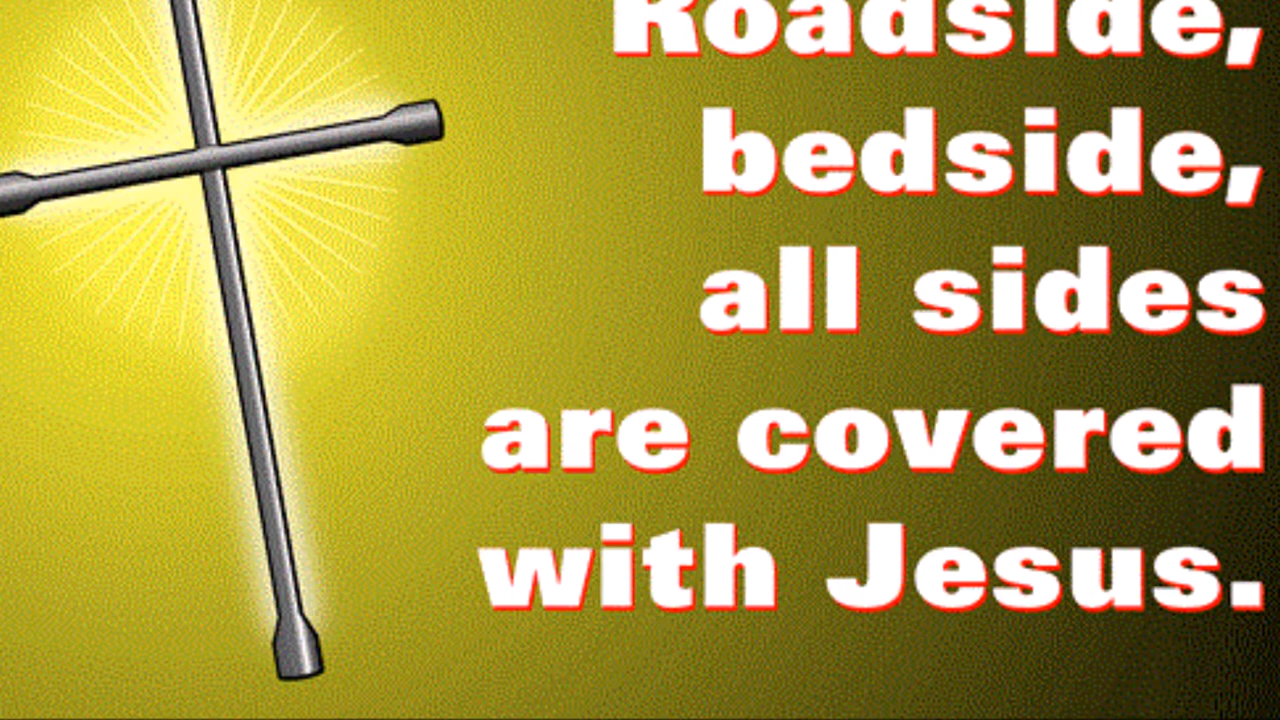 Roadside,
bedside,
all sides
are covered
with Jesus.